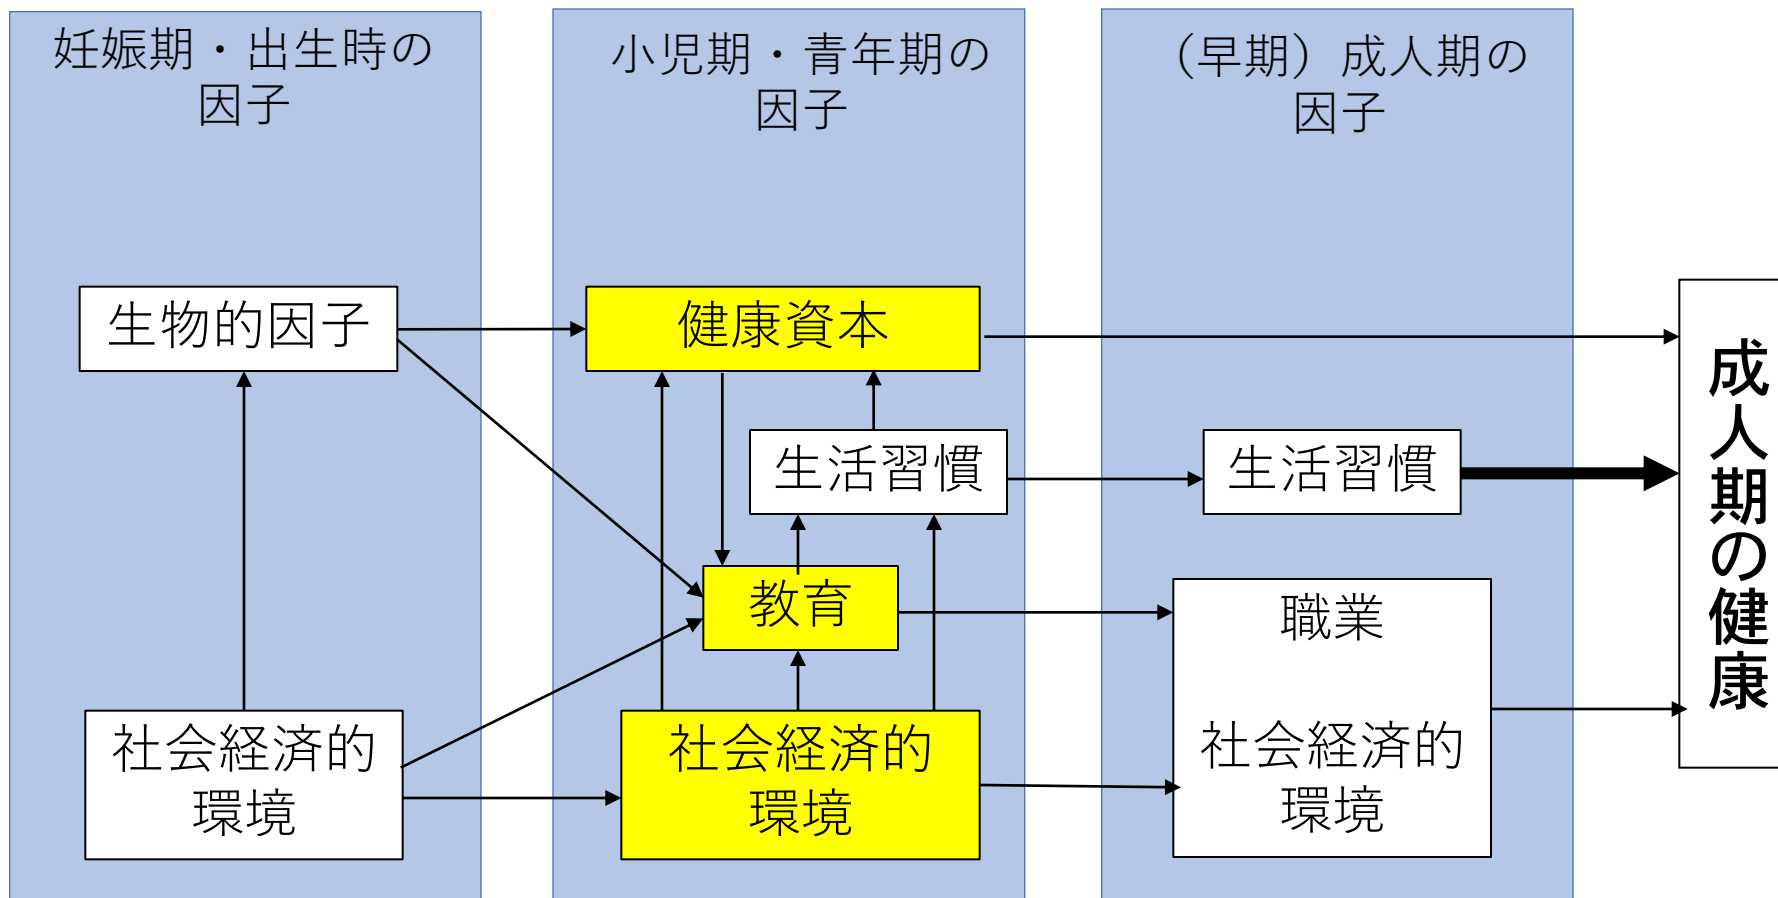 妊娠期・出生時の
因子
生物的因子
社会経済的
環境
小児期・青年期の
因子
健康資本
生活習慣
教育
社会経済的
環境
（早期）成人期の
因子
生活習慣
職業
社会経済的
環境
成人期の健康